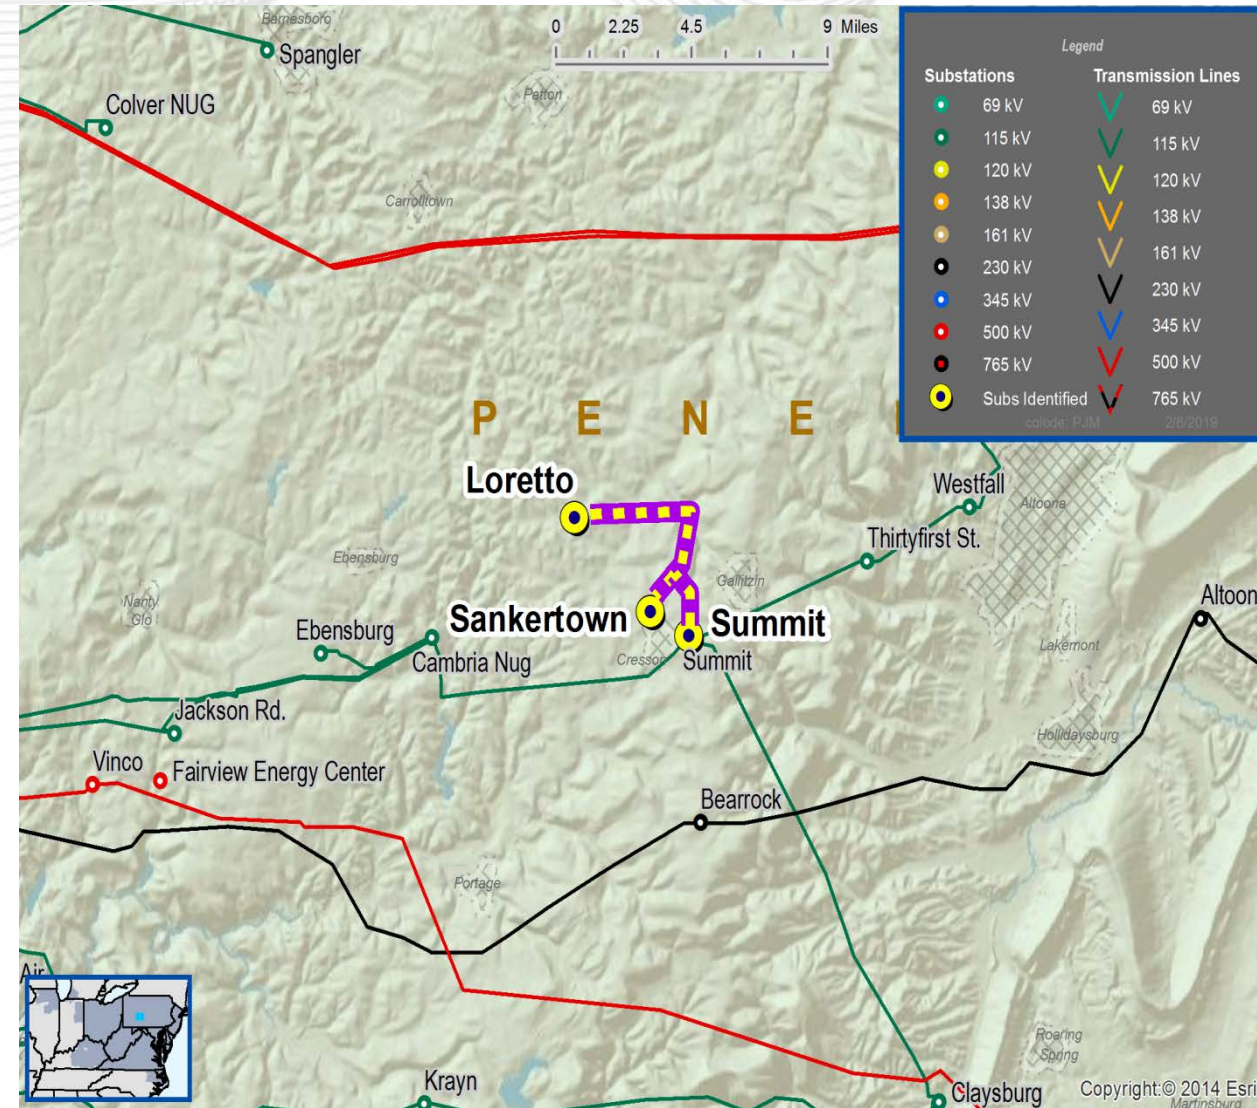 Barnesboro
Spangler
0 2.25 4.5 9 Miles
Colver NUG
Patton
Carrolltown
Legend
Substations
69 kV
115 kV
120 kV
138 kV
161 kV
230 kV
345 kV
500 kV
765 kV
Subs Identified
Transmission Lines
69 kV
115 kV
120 kV
138 kV
161 kV
230 kV
345 kV
500 kV
765 kV
2/8/2019
P E N E
Loretto
Westfall
Altoona
Thirtyfirst St.
Ebensburg
Gallitzin
Nanty
Glo
Sankertown
Summit
Altoon
Ebensburg
Cambria Nug
Cresson
Summit
Lakemont
Jackson Rd.
Hollidaysburg
Vinco
Fairview Energy Center
Bearrock
Portage
Air
Roaring
Spring
Krayn
Claysburg
Copyright:© 2014 Esri
Martinsburg